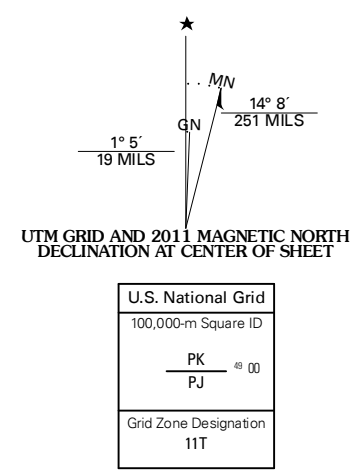 ★
MN
GN
14° 8´
251 MILS
1° 5´
19 MILS
UTM GRID AND 2011 MAGNETIC NORTH
DECLINATION AT CENTER OF SHEET
U.S. National Grid
100,000-m Square ID
PK
49 00
PJ
Grid Zone Designation
11T